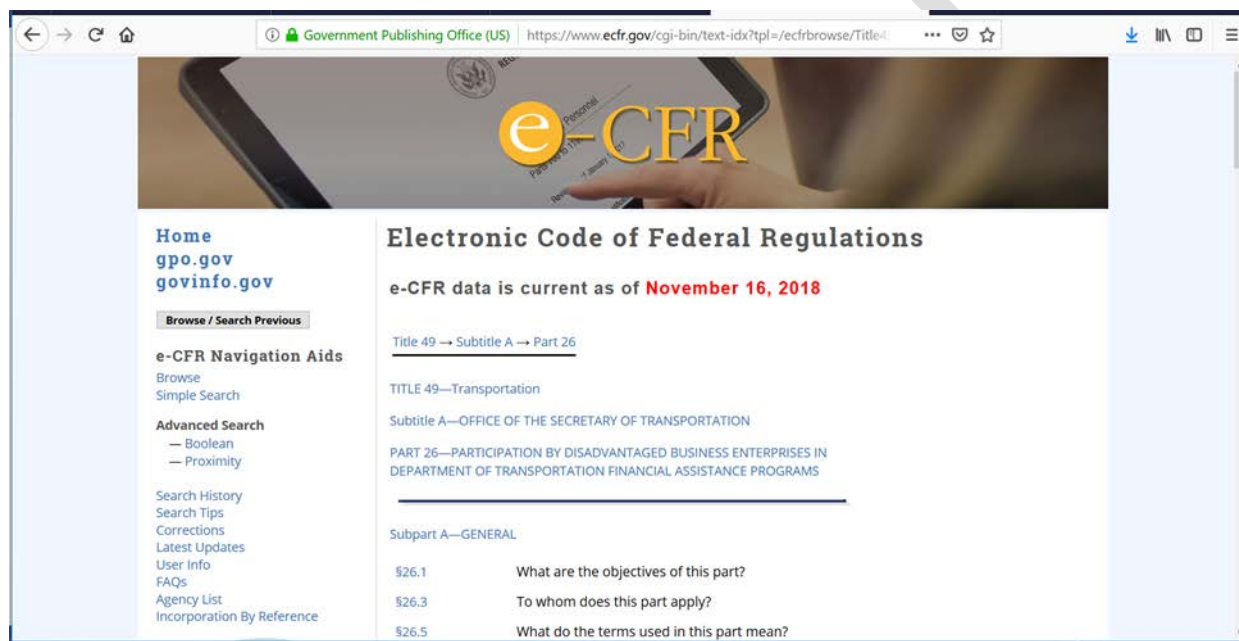 Government Publishing Office (US)
https://www.ecfr.gov/cgi-bin/text-idx?tpl=/ecfrbrowse/Title4
e-CFR
Home
gpo.gov
govinfo.gov
Browse / Search Previous
e-CFR Navigation Aids
Browse
Simple Search
Advanced Search
— Boolean
— Proximity
Search History
Search Tips
Corrections
Latest Updates
User Info
FAQs
Agency List
Incorporation By Reference
Electronic Code of Federal Regulations
e-CFR data is current as of November 16, 2018
Title 49 → Subtitle A → Part 26
TITLE 49—Transportation
Subtitle A—OFFICE OF THE SECRETARY OF TRANSPORTATION
PART 26—PARTICIPATION BY DISADVANTAGED BUSINESS ENTERPRISES IN
DEPARTMENT OF TRANSPORTATION FINANCIAL ASSISTANCE PROGRAMS
Subpart A—GENERAL
§26.1 What are the objectives of this part?
§26.3 To whom does this part apply?
§26.5 What do the terms used in this part mean?